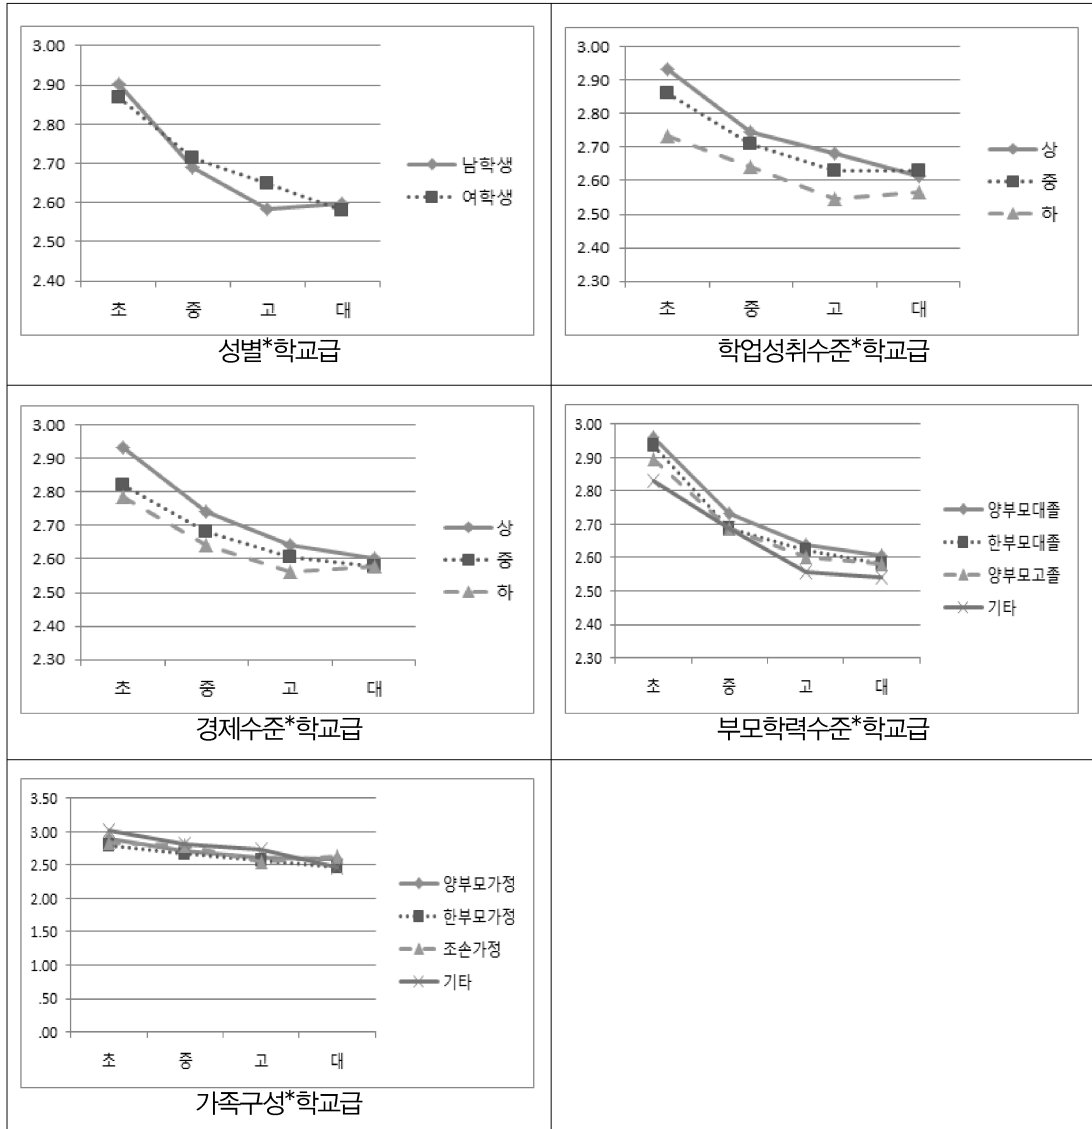 3.00
2.90
2.80
2.70
2.60
2.50
2.40
초 중 고 대
남학생
여학생
성별*학교급
3.00
2.90
2.80
2.70
2.60
2.50
2.40
2.30
초 중 고 대
상
중
하
학업성취수준*학교급
3.00
2.90
2.80
2.70
2.60
2.50
2.40
2.30
초 중 고 대
상
중
하
경제수준*학교급
3.00
2.90
2.80
2.70
2.60
2.50
2.40
2.30
초 중 고 대
양부모대졸
한부모대졸
양부모고졸
기타
부모학력수준*학교급
3.50
3.00
2.50
2.00
1.50
1.00
.50
.00
초 중 고 대
양부모가정
한부모가정
조손가정
기타
가족구성*학교급